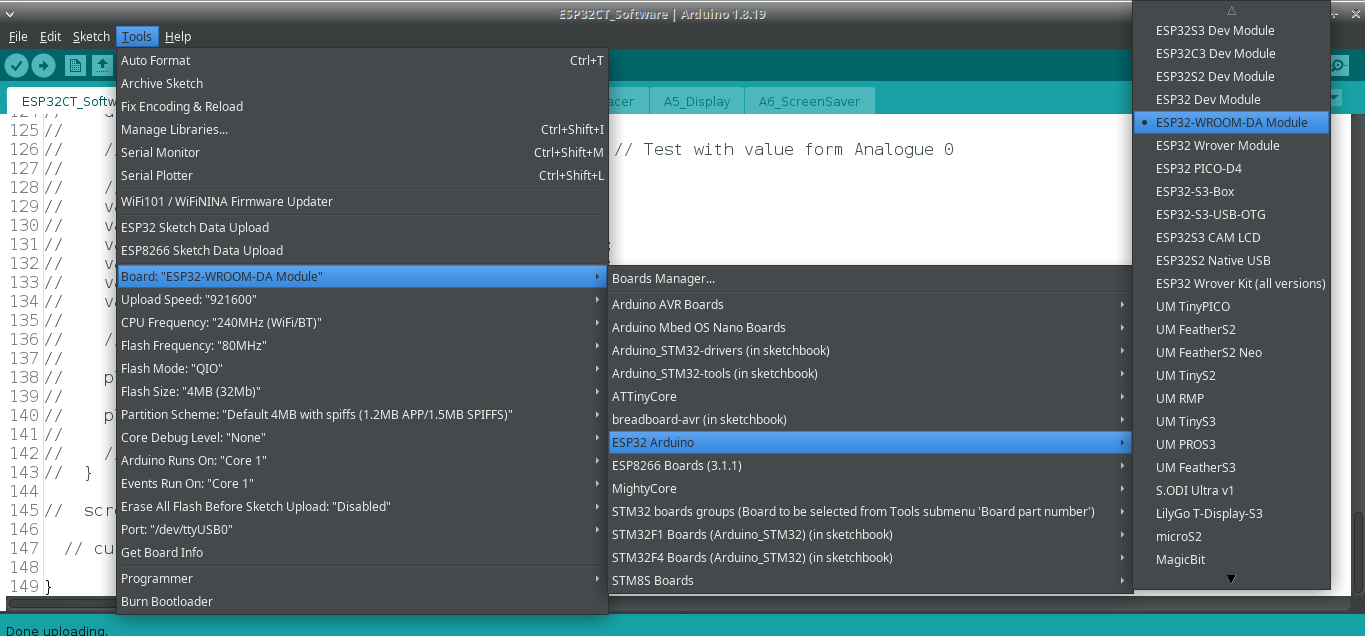 ESP32CT_Software | Arduino 1.8.19
File Edit Sketch Tools Help
ESP32CT_Softw
acer
A5_Display
A6_ScreenSaver
Auto Format Ctrl+T
Archive Sketch
Fix Encoding & Reload
Manage Libraries... Ctrl+Shift+I
Serial Monitor Ctrl+Shift+M
Serial Plotter Ctrl+Shift+L
WiFi101 / WiFiNINA Firmware Updater
ESP32 Sketch Data Upload
ESP8266 Sketch Data Upload
Board: "ESP32-WROOM-DA Module"
Upload Speed: "921600"
CPU Frequency: "240MHz (WiFi/BT)"
Flash Frequency: "80MHz"
Flash Mode: "QIO"
Flash Size: "4MB (32Mb)"
Partition Scheme: "Default 4MB with spiffs (1.2MB APP/1.5MB SPIFFS)"
Core Debug Level: "None"
Arduino Runs On: "Core 1"
Events Run On: "Core 1"
Erase All Flash Before Sketch Upload: "Disabled"
Port: "/dev/ttyUSB0"
Get Board Info
Programmer
Burn Bootloader
Boards Manager...
Arduino AVR Boards
Arduino Mbed OS Nano Boards
Arduino_STM32-drivers (in sketchbook)
Arduino_STM32-tools (in sketchbook)
ATTinyCore
breadboard-avr (in sketchbook)
ESP32 Arduino
ESP8266 Boards (3.1.1)
MightyCore
STM32 boards groups (Board to be selected from Tools submenu 'Board part number')
STM32F1 Boards (Arduino_STM32) (in sketchbook)
STM32F4 Boards (Arduino_STM32) (in sketchbook)
STM8S Boards
ESP32S3 Dev Module
ESP32C3 Dev Module
ESP32S2 Dev Module
ESP32 Dev Module
ESP32-WROOM-DA Module
ESP32 Wrover Module
ESP32 PICO-D4
ESP32-S3-Box
ESP32-S3-USB-OTG
ESP32S3 CAM LCD
ESP32S2 Native USB
ESP32 Wrover Kit (all versions)
UM TinyPICO
UM FeatherS2
UM FeatherS2 Neo
UM TinyS2
UM RMP
UM TinyS3
UM PROS3
UM FeatherS3
S.ODI Ultra v1
LilyGo T-Display-S3
microS2
MagicBit
125 //
126 // / // Test with value form Analogue 0
127 //
128 // /
129 // v
130 // v
131 // v ;
132 // v
133 // v
134 // v
135 //
136 // /
137 //
138 // p
139 //
140 // p
141 //
142 // /
143 // }
144
145 // scr
146
147 // cu
148
149 }
Done uploading.